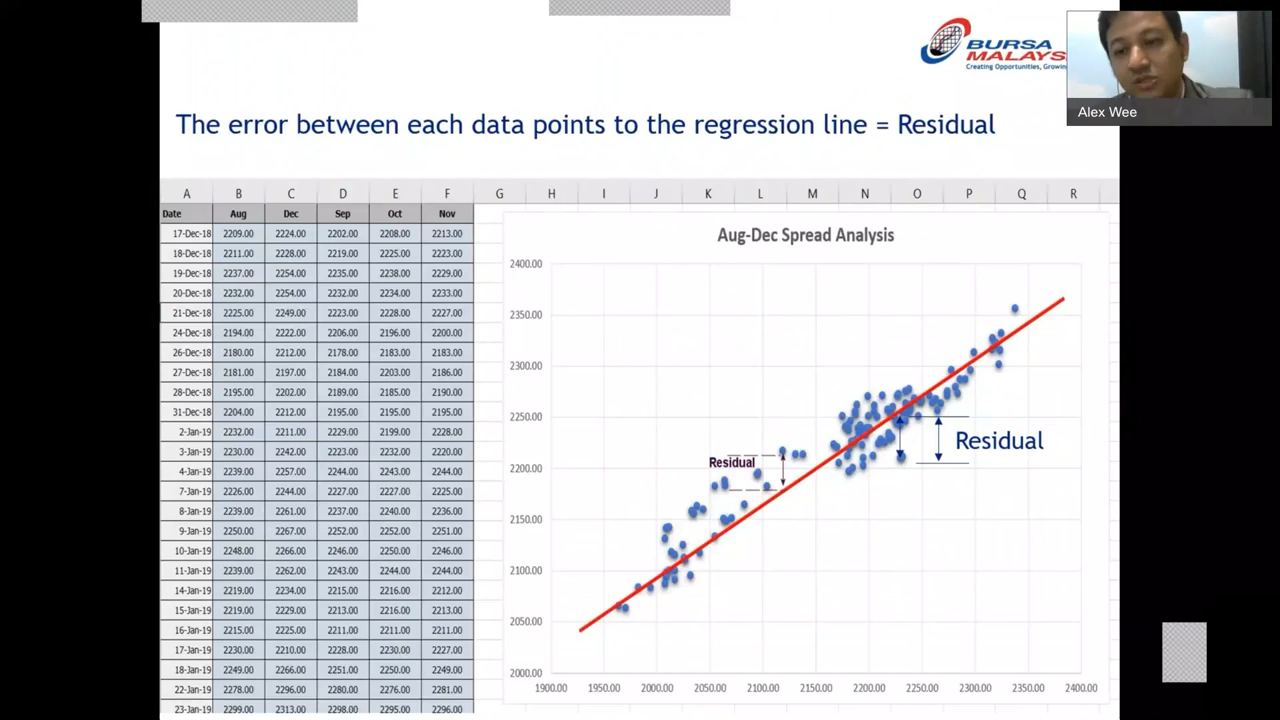 BURSA
MALAYS
Creating Opportunities, Growin
Alex Wee
The error between each data points to the regression line = Residual
A B C D E F G H I J K L M N O P Q R
Date Aug Dec Sep Oct Nov
17-Dec-18 2209.00 2224.00 2202.00 2208.00 2213.00
18-Dec-18 2211.00 2228.00 2219.00 2225.00 2223.00
19-Dec-18 2237.00 2254.00 2235.00 2238.00 2229.00
20-Dec-18 2232.00 2254.00 2232.00 2234.00 2233.00
21-Dec-18 2225.00 2249.00 2223.00 2228.00 2227.00
24-Dec-18 2194.00 2222.00 2206.00 2196.00 2200.00
26-Dec-18 2180.00 2212.00 2178.00 2183.00 2183.00
27-Dec-18 2181.00 2197.00 2184.00 2203.00 2186.00
28-Dec-18 2195.00 2202.00 2189.00 2185.00 2190.00
31-Dec-18 2204.00 2212.00 2195.00 2195.00 2195.00
2-Jan-19 2232.00 2211.00 2229.00 2199.00 2228.00
3-Jan-19 2232.00 2242.00 2223.00 2232.00 2220.00
4-Jan-19 2239.00 2257.00 2244.00 2243.00 2244.00
7-Jan-19 2226.00 2244.00 2227.00 2227.00 2225.00
8-Jan-19 2239.00 2261.00 2237.00 2240.00 2236.00
9-Jan-19 2250.00 2267.00 2252.00 2252.00 2251.00
10-Jan-19 2248.00 2266.00 2246.00 2250.00 2246.00
11-Jan-19 2239.00 2262.00 2243.00 2244.00 2244.00
14-Jan-19 2219.00 2234.00 2215.00 2216.00 2212.00
15-Jan-19 2219.00 2229.00 2213.00 2216.00 2213.00
16-Jan-19 2215.00 2225.00 2211.00 2211.00 2211.00
17-Jan-19 2230.00 2210.00 2228.00 2230.00 2227.00
18-Jan-19 2249.00 2266.00 2251.00 2250.00 2249.00
22-Jan-19 2278.00 2296.00 2280.00 2276.00 2281.00
23-Jan-19 2299.00 2313.00 2298.00 2295.00 2296.00
Aug-Dec Spread Analysis
2400.00
2350.00
2300.00
2250.00
2200.00
2150.00
2100.00
2050.00
2000.00
Residual
Residual
1900.00 1950.00 2000.00 2050.00 2100.00 2150.00 2200.00 2250.00 2300.00 2350.00 2400.00